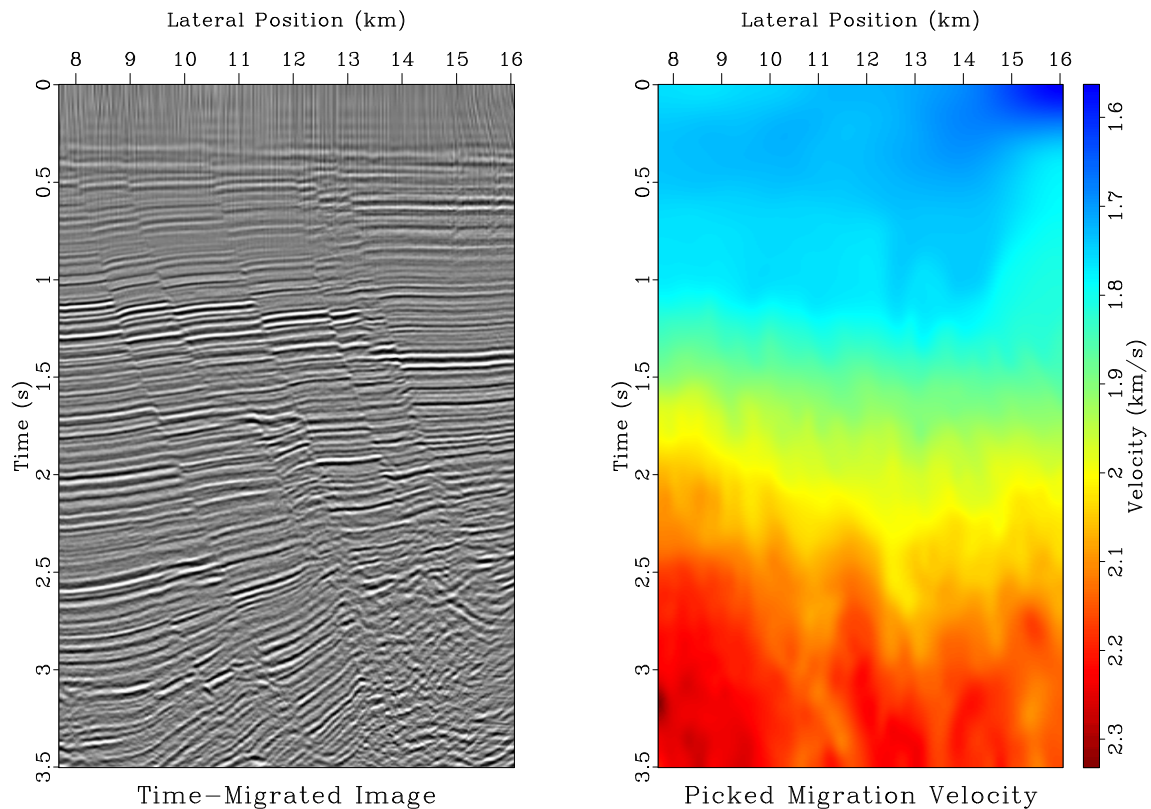 Lateral Position (km)
8 9 10 11 12 13 14 15 16
0
0.5
1
1.5
2
2.5
3
3.5
Time (s)
Time-Migrated Image
Lateral Position (km)
8 9 10 11 12 13 14 15 16
0
0.5
1
1.5
2
2.5
3
3.5
Time (s)
Picked Migration Velocity
1.6
1.7
1.8
1.9
2
2.1
2.2
2.3
Velocity (km/s)